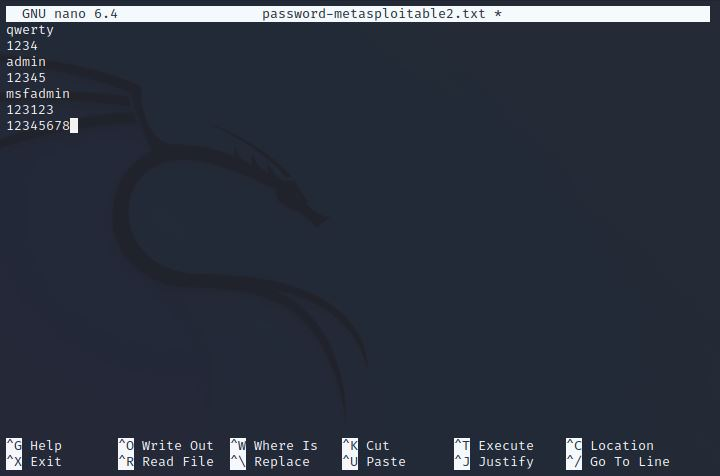 GNU nano 6.4 password-metasploitable2.txt *
qwerty
1234
admin
12345
msfadmin
123123
12345678
^G Help ^O Write Out ^W Where Is ^K Cut ^T Execute ^C Location
^X Exit ^R Read File ^\ Replace ^U Paste ^J Justify ^/ Go To Line